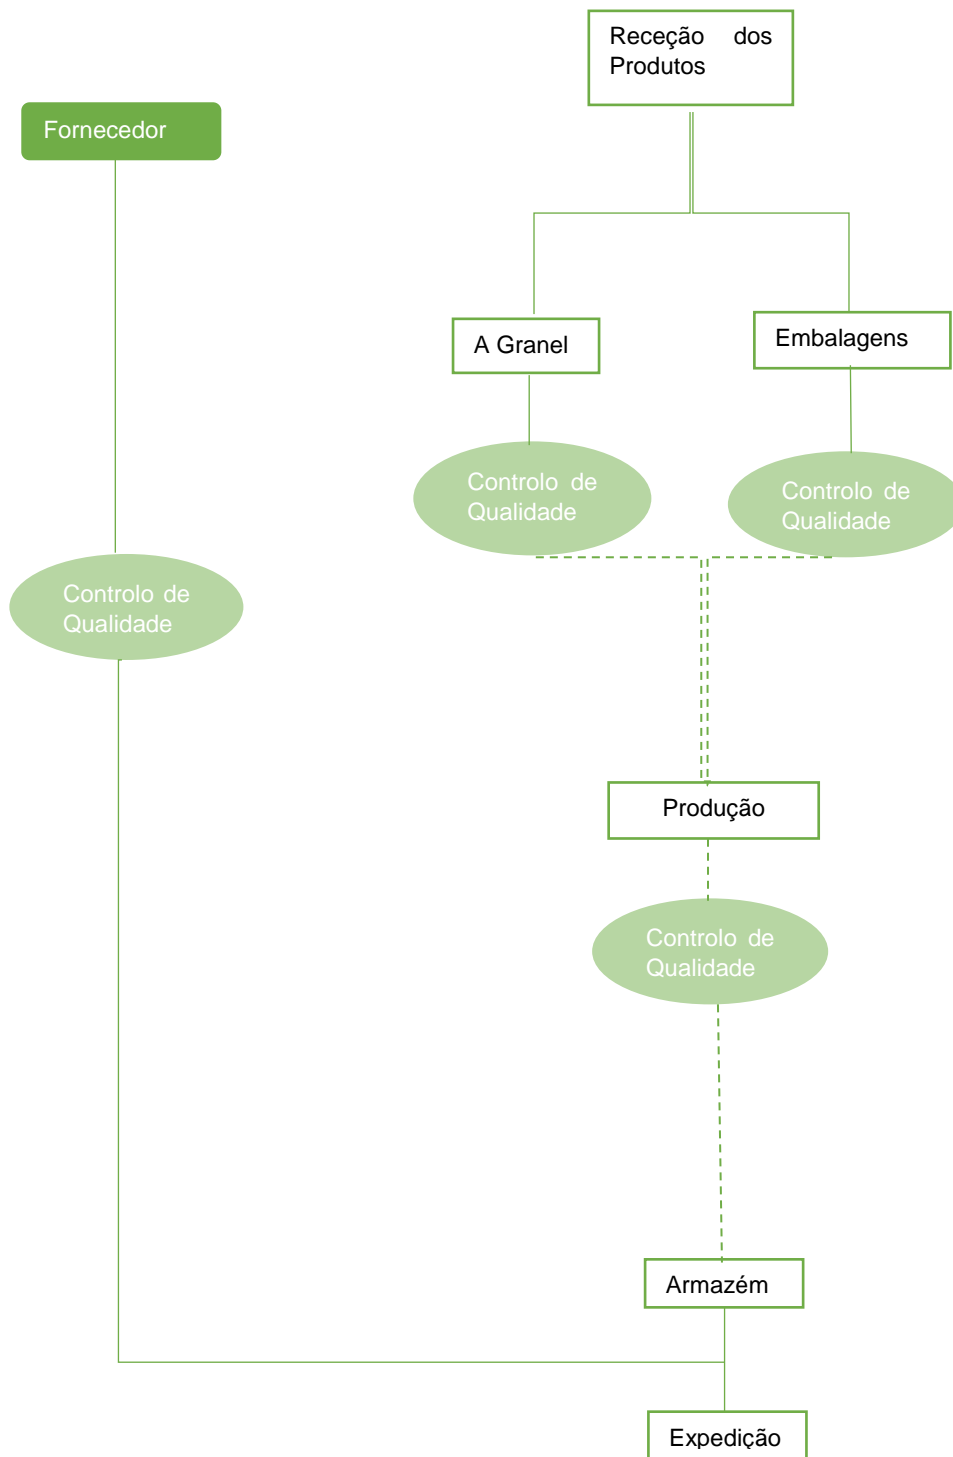 Receção dos
Produtos
Fornecedor
A Granel
Embalagens
Controlo de
Qualidade
Controlo de
Qualidade
Controlo de
Qualidade
Produção
Controlo de
Qualidade
Armazém
Expedição